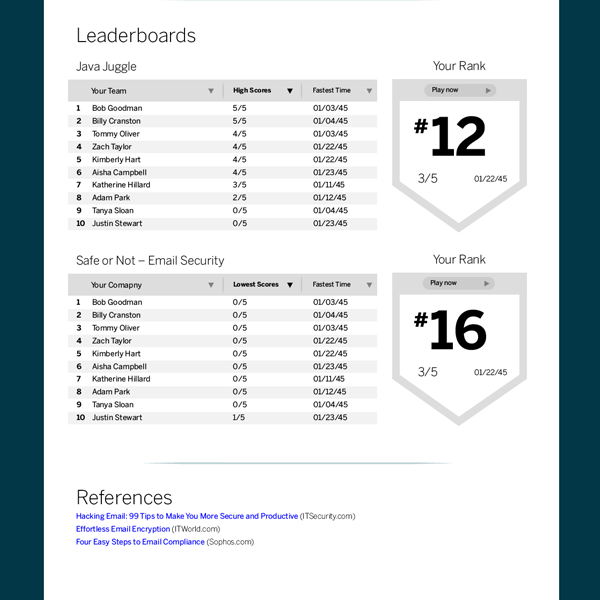 Leaderboards
Java Juggle
Your Rank
Your Team ▼ High Scores ▼ Fastest Time ▼
Play now ▶
1 Bob Goodman 5/5 01/03/45
2 Billy Cranston 5/5 01/04/45
3 Tommy Oliver 4/5 01/03/45
4 Zach Taylor 4/5 01/22/45
5 Kimberly Hart 4/5 01/22/45
6 Aisha Campbell 4/5 01/23/45
7 Katherine Hillard 3/5 01/11/45
8 Adam Park 2/5 01/12/45
9 Tanya Sloan 0/5 01/04/45
10 Justin Stewart 0/5 01/23/45
#12
3/5 01/22/45
Safe or Not – Email Security
Your Rank
Your Comapny ▼ Lowest Scores ▼ Fastest Time ▼
Play now ▶
1 Bob Goodman 0/5 01/03/45
2 Billy Cranston 0/5 01/04/45
3 Tommy Oliver 0/5 01/03/45
4 Zach Taylor 0/5 01/22/45
5 Kimberly Hart 0/5 01/22/45
6 Aisha Campbell 0/5 01/23/45
7 Katherine Hillard 0/5 01/11/45
8 Adam Park 0/5 01/12/45
9 Tanya Sloan 0/5 01/04/45
10 Justin Stewart 1/5 01/23/45
#16
3/5 01/22/45
References
Hacking Email: 99 Tips to Make You More Secure and Productive (ITSecurity.com)
Effortless Email Encryption (ITWorld.com)
Four Easy Steps to Email Compliance (Sophos.com)